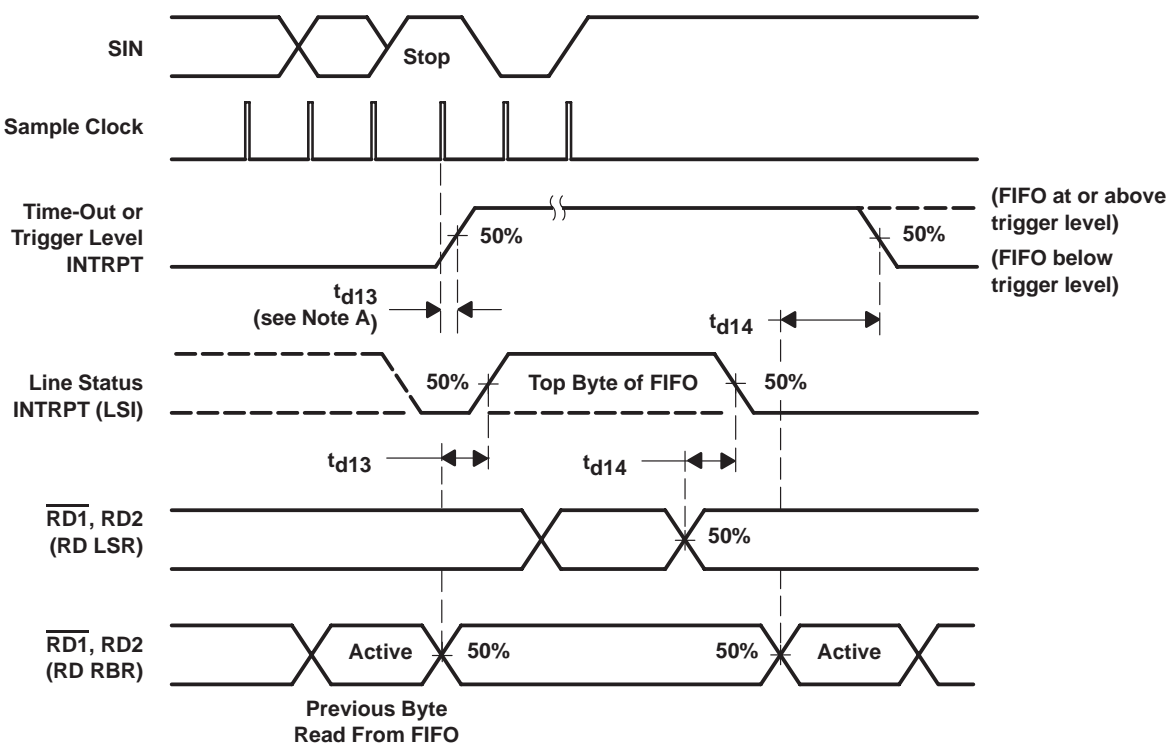 SIN
Stop
Sample Clock
Time-Out or
Trigger Level
INTRPT
50%
50%
(FIFO at or above
trigger level)
(FIFO below
trigger level)
td13
(see Note A)
td14
Line Status
INTRPT (LSI)
50%
Top Byte of FIFO
50%
td13
td14
RD1, RD2
(RD LSR)
50%
RD1, RD2
(RD RBR)
Active
50%
50%
Active
Previous Byte
Read From FIFO